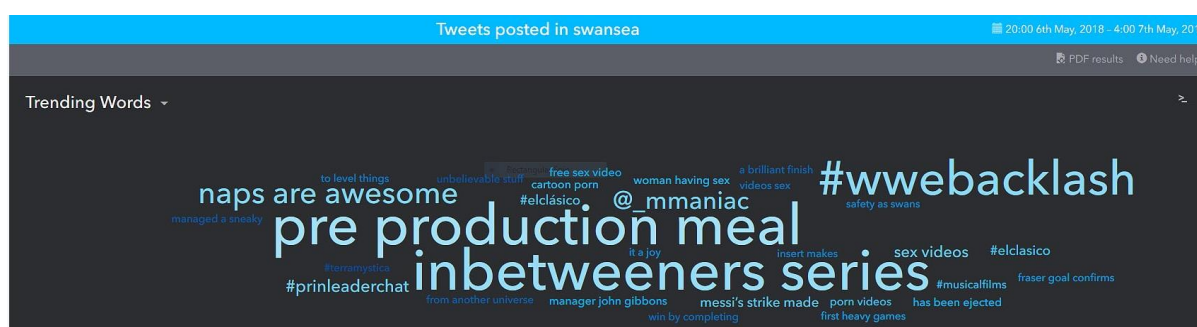 Tweets posted in swansea
20:00 6th May, 2018 - 4:00 7th May, 20
PDF results Need help
Trending Words
a brilliant finish #wwebacklash
to level things unbelievable stuff free sex video
naps are awesome cartoon porn woman having sex videos sex
#elclásico @_mmaniac safety as swans
managed a sneaky pre production meal
it a joy insert makes sex videos #elclasico
#terramystica inbetweeners series
#prinleaderchat #musicalfilms fraser goal confirms
from another universe manager john gibbons messi's strike made porn videos has been ejected
win by completing first heavy games